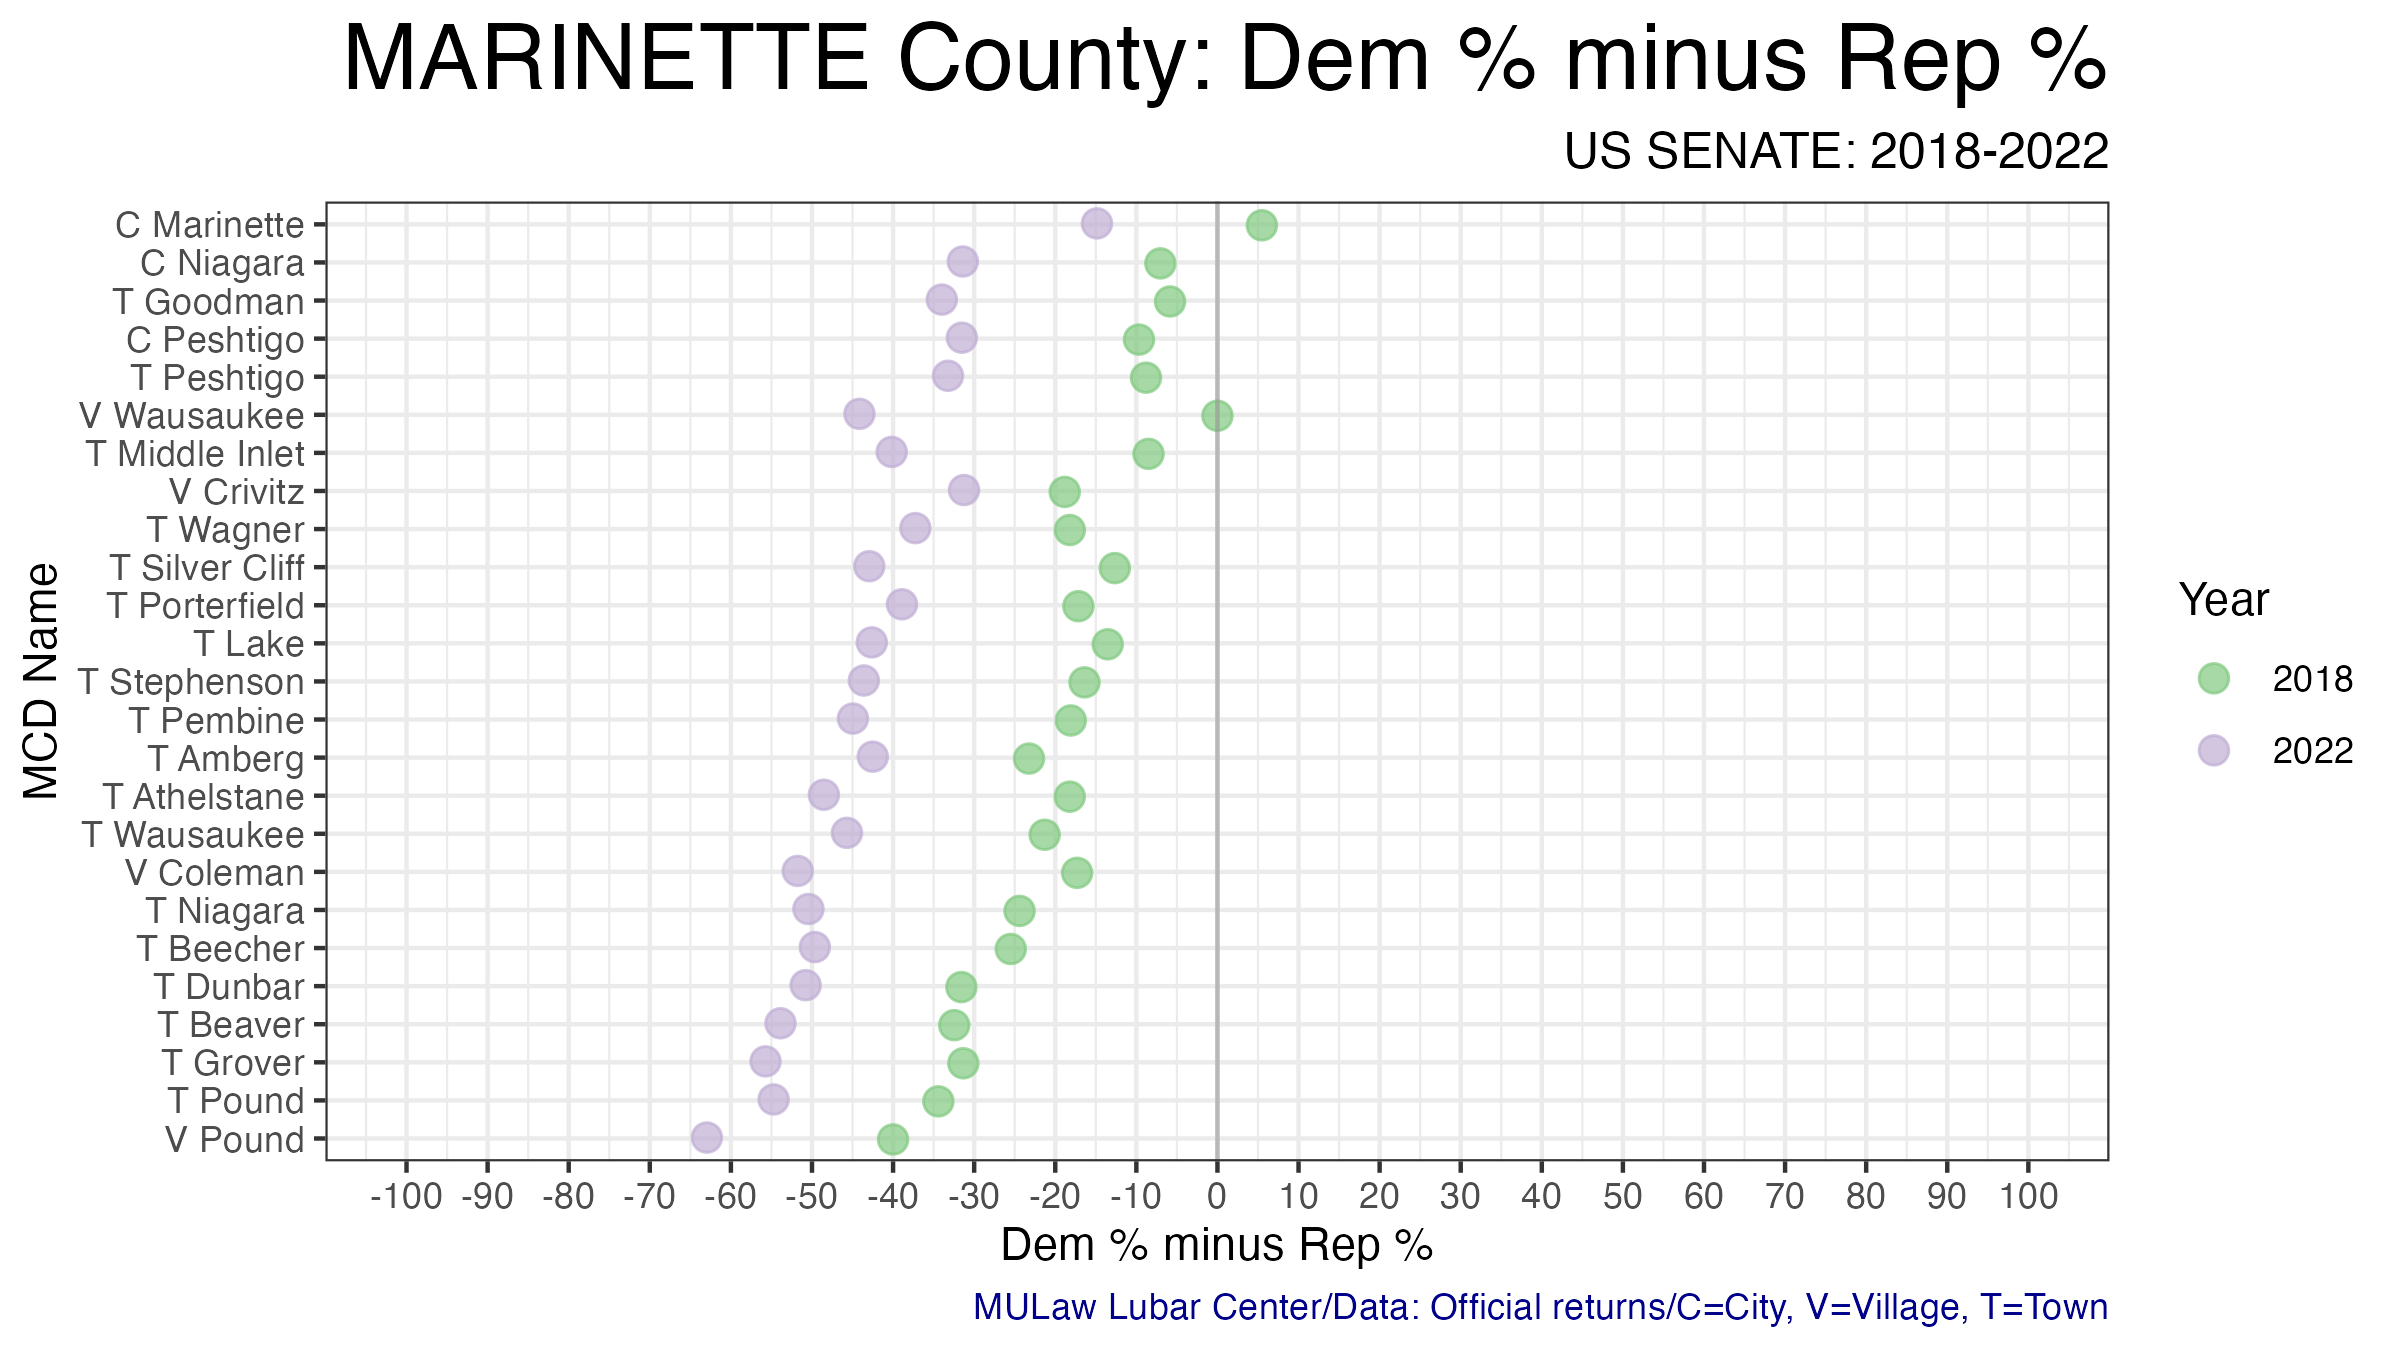 MARINETTE County: Dem % minus Rep %
US SENATE: 2018-2022
MCD Name
C Marinette
C Niagara
T Goodman
C Peshtigo
T Peshtigo
V Wausaukee
T Middle Inlet
V Crivitz
T Wagner
T Silver Cliff
T Porterfield
T Lake
T Stephenson
T Pembine
T Amberg
T Athelstane
T Wausaukee
V Coleman
T Niagara
T Beecher
T Dunbar
T Beaver
T Grover
T Pound
V Pound
-100 -90 -80 -70 -60 -50 -40 -30 -20 -10 0 10 20 30 40 50 60 70 80 90 100
Dem % minus Rep %
Year
2018
2022
MULaw Lubar Center/Data: Official returns/C=City, V=Village, T=Town